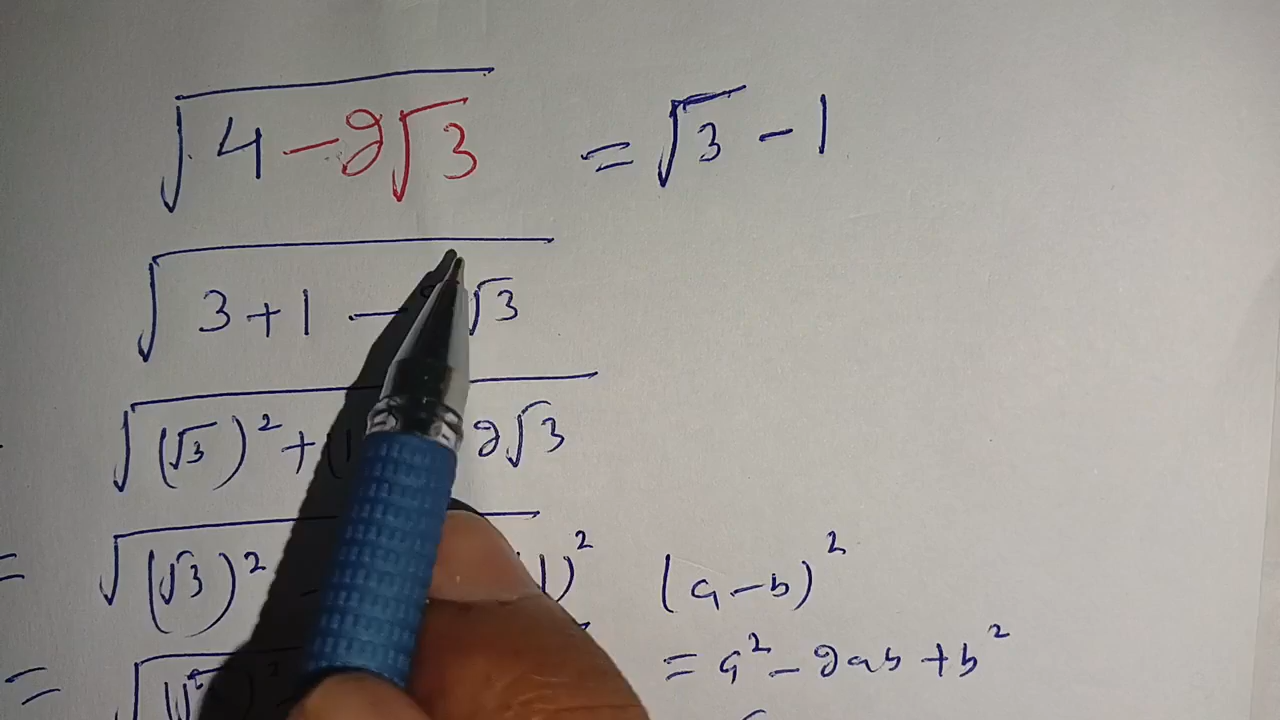 √(4 - 2√3) = √3 - 1
√(3 + 1 - √3
√((√3)² + (1 2√3
= √((√3)² 1)² (a - b)²
= = a² - 2ab + b²